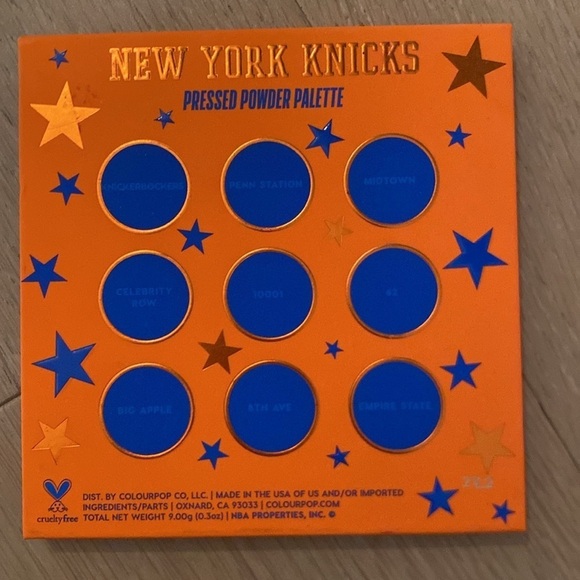 NEW YORK KNICKS
PRESSED POWDER PALETTE
KNICKERBOCKERS
PENN STATION
MIDTOWN
CELEBRITY
ROW
10001
BIG APPLE
8TH AVE
EMPIRE STATE
crueltyfree
DIST. BY COLOURPOP CO, LLC. | MADE IN THE USA OF US AND/OR IMPORTED
INGREDIENTS/PARTS | OXNARD, CA 93033 | COLOURPOP.COM
TOTAL NET WEIGHT 9.00g (0.3oz) | NBA PROPERTIES, INC. ©